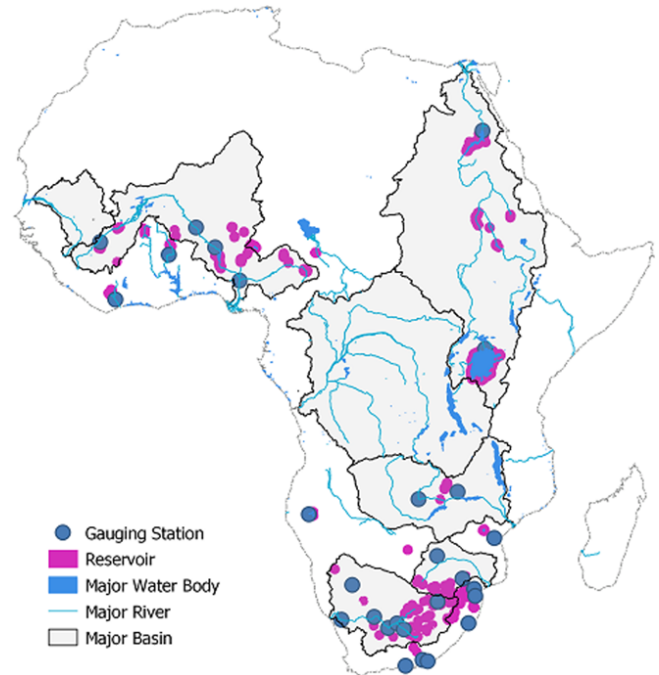 Gauging Station
Reservoir
Major Water Body
Major River
Major Basin